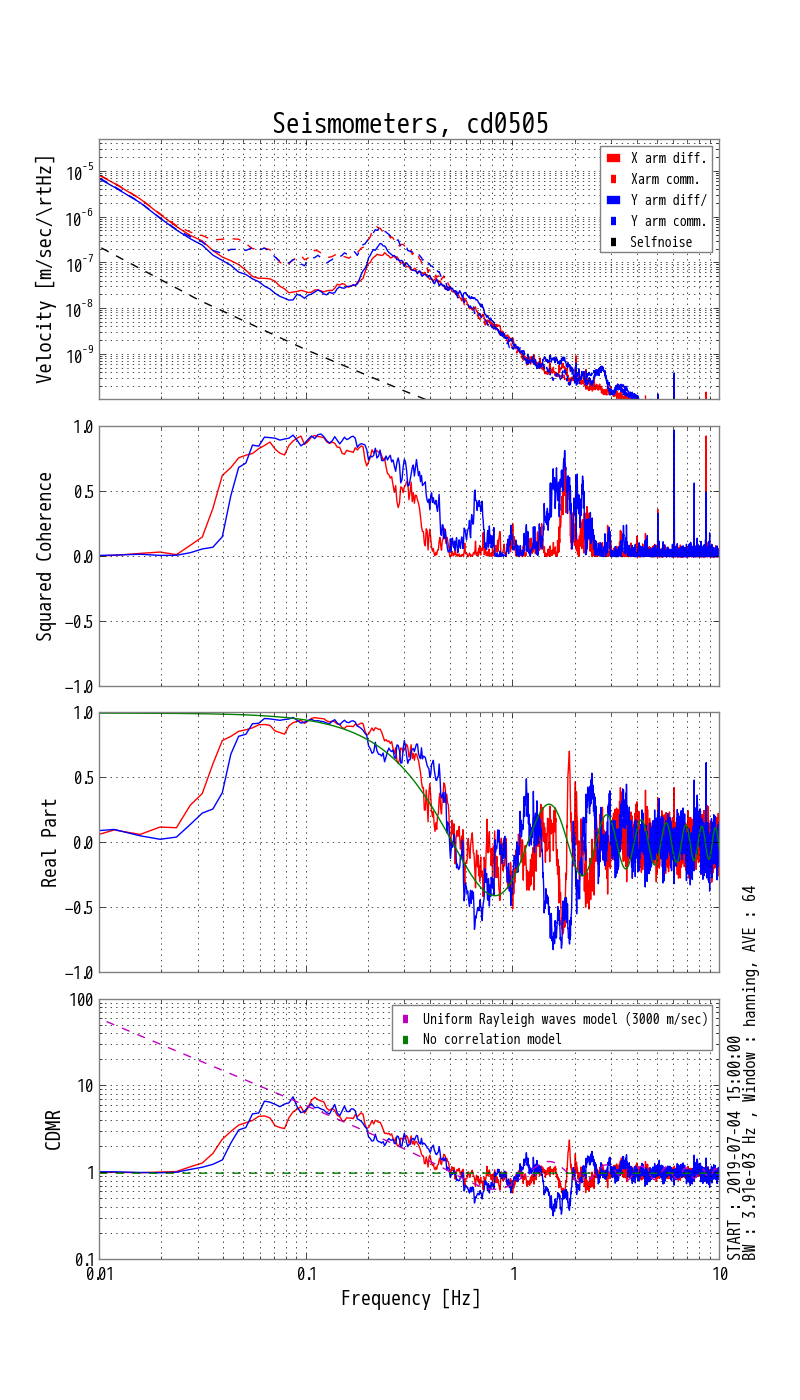 Seismometers, cd0505
Velocity [m/sec/\rtHz]
10^-5
10^-6
10^-7
10^-8
10^-9
X arm diff.
Xarm comm.
Y arm diff/
Y arm comm.
Selfnoise
Squared Coherence
1.0
0.5
0.0
−0.5
−1.0
Real Part
1.0
0.5
0.0
−0.5
−1.0
CDMR
100
10
1
0.1
Uniform Rayleigh waves model (3000 m/sec)
No correlation model
0.01
0.1
1
10
Frequency [Hz]
START : 2019-07-04 15:00:00
BW : 3.91e-03 Hz , Window : hanning, AVE : 64